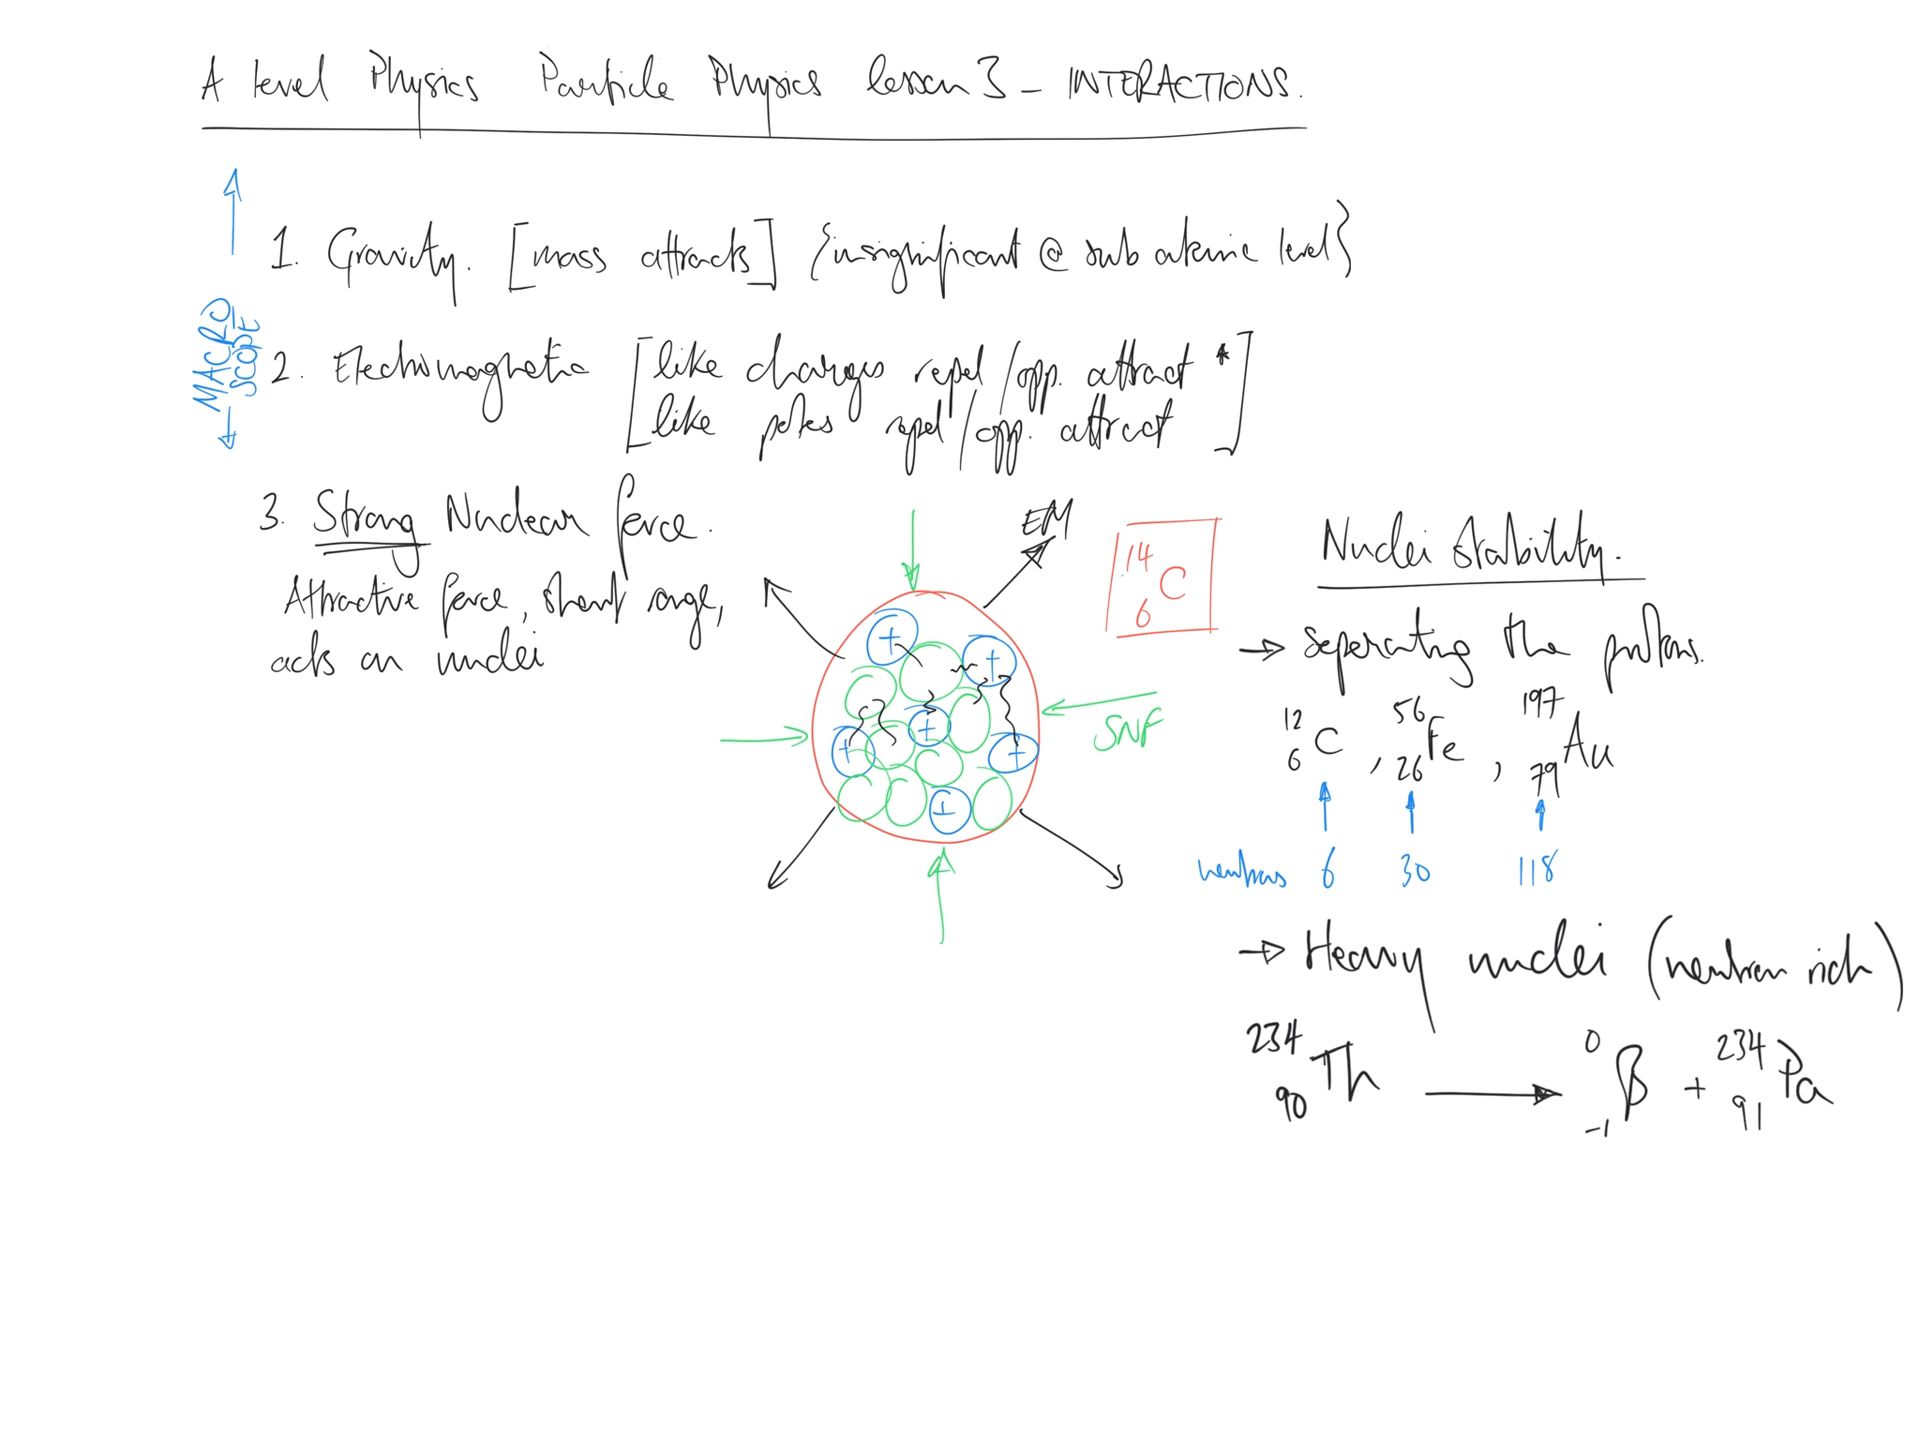 A level Physics Particle Physics lesson 3 - INTERACTIONS.
1. Gravity. [mass attracts] {insignificant @ sub atomic level}
MACRO
SCOPE
2. Electromagnetic [like charges repel/opp. attract *
like poles repel/opp. attract ]
3. Strong Nuclear force.
Attractive force, short range,
acts on nuclei
EM
SNF
14
6 C
+
+
+
+
+
+
Nuclei stability.
→ seperating the protons.
12 6 C , 56 26 Fe , 197 79 Au
neutrons 6 30 118
→ Heavy nuclei (neutron rich)
234 90 Th → 0 -1 β + 234 91 Pa